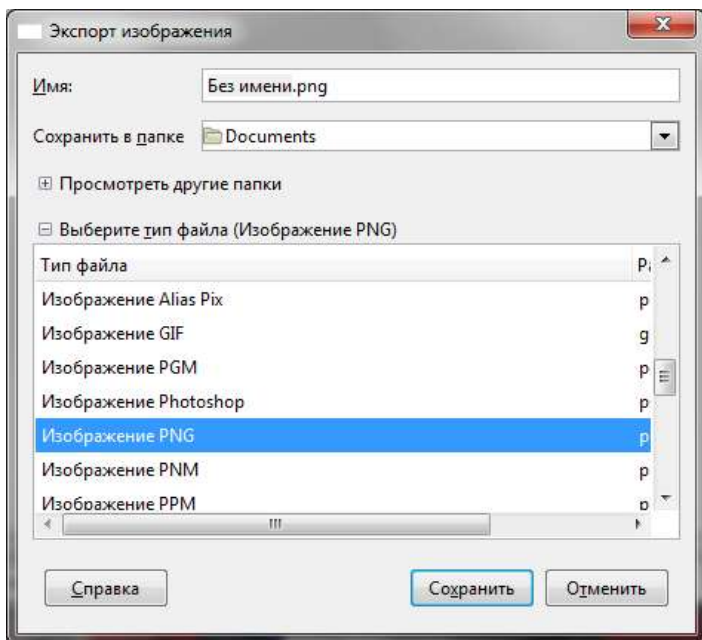 Экспорт изображения
Имя: Без имени.png
Сохранить в папке Documents
Просмотреть другие папки
Выберите тип файла (Изображение PNG)
Тип файла
Изображение Alias Pix p
Изображение GIF g
Изображение PGM p
Изображение Photoshop p
Изображение PNG p
Изображение PNM p
Изображение PPM p
Справка Сохранить Отменить